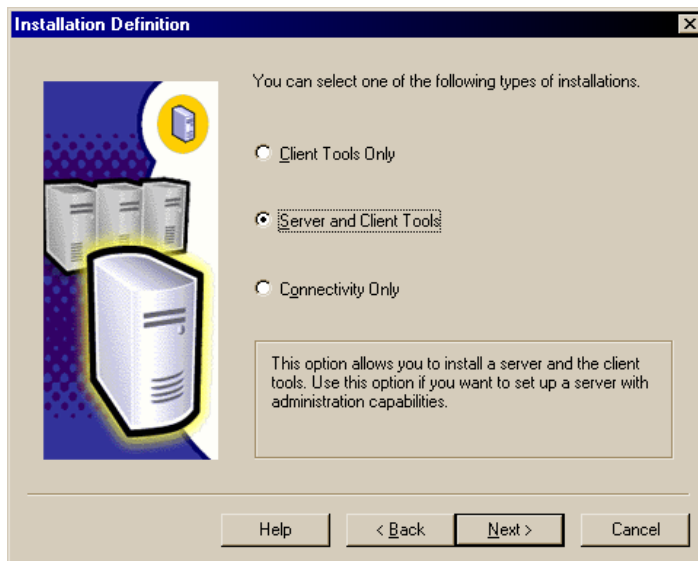 Installation Definition
You can select one of the following types of installations.
Client Tools Only
Server and Client Tools
Connectivity Only
This option allows you to install a server and the client
tools. Use this option if you want to set up a server with
administration capabilities.
Help
< Back
Next >
Cancel